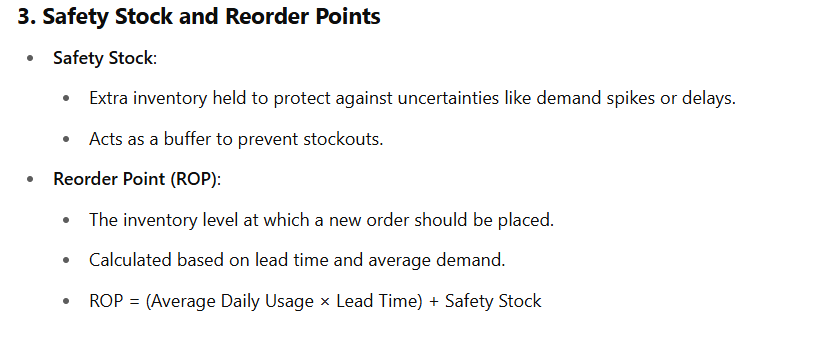 3. Safety Stock and Reorder Points
• Safety Stock:
• Extra inventory held to protect against uncertainties like demand spikes or delays.
• Acts as a buffer to prevent stockouts.
• Reorder Point (ROP):
• The inventory level at which a new order should be placed.
• Calculated based on lead time and average demand.
• ROP = (Average Daily Usage × Lead Time) + Safety Stock